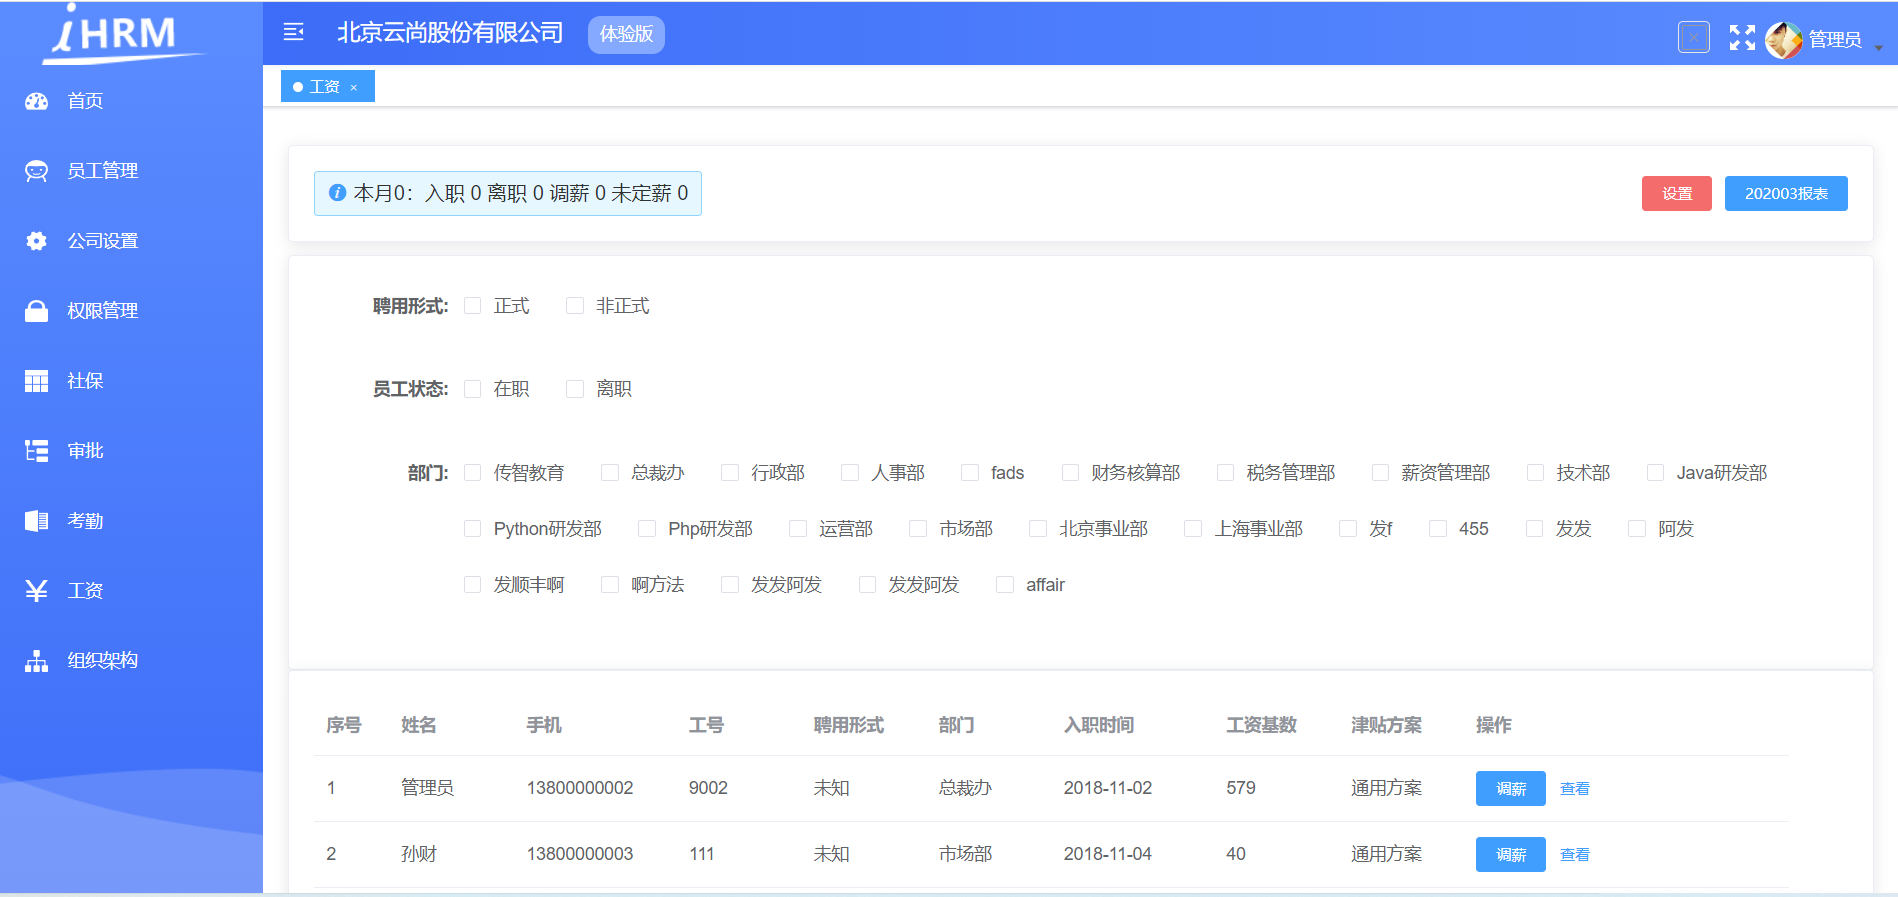 iHRM
首页
员工管理
公司设置
权限管理
社保
审批
考勤
工资
组织架构
北京云尚股份有限公司 体验版
管理员
工资 ×
本月0：入职 0 离职 0 调薪 0 未定薪 0
设置 202003报表
聘用形式: 正式 非正式
员工状态: 在职 离职
部门: 传智教育 总裁办 行政部 人事部 fads 财务核算部 税务管理部 薪资管理部 技术部 Java研发部
Python研发部 Php研发部 运营部 市场部 北京事业部 上海事业部 发f 455 发发 阿发
发顺丰啊 啊方法 发发阿发 发发阿发 affair
序号 姓名 手机 工号 聘用形式 部门 入职时间 工资基数 津贴方案 操作
1 管理员 13800000002 9002 未知 总裁办 2018-11-02 579 通用方案 调薪 查看
2 孙财 13800000003 111 未知 市场部 2018-11-04 40 通用方案 调薪 查看